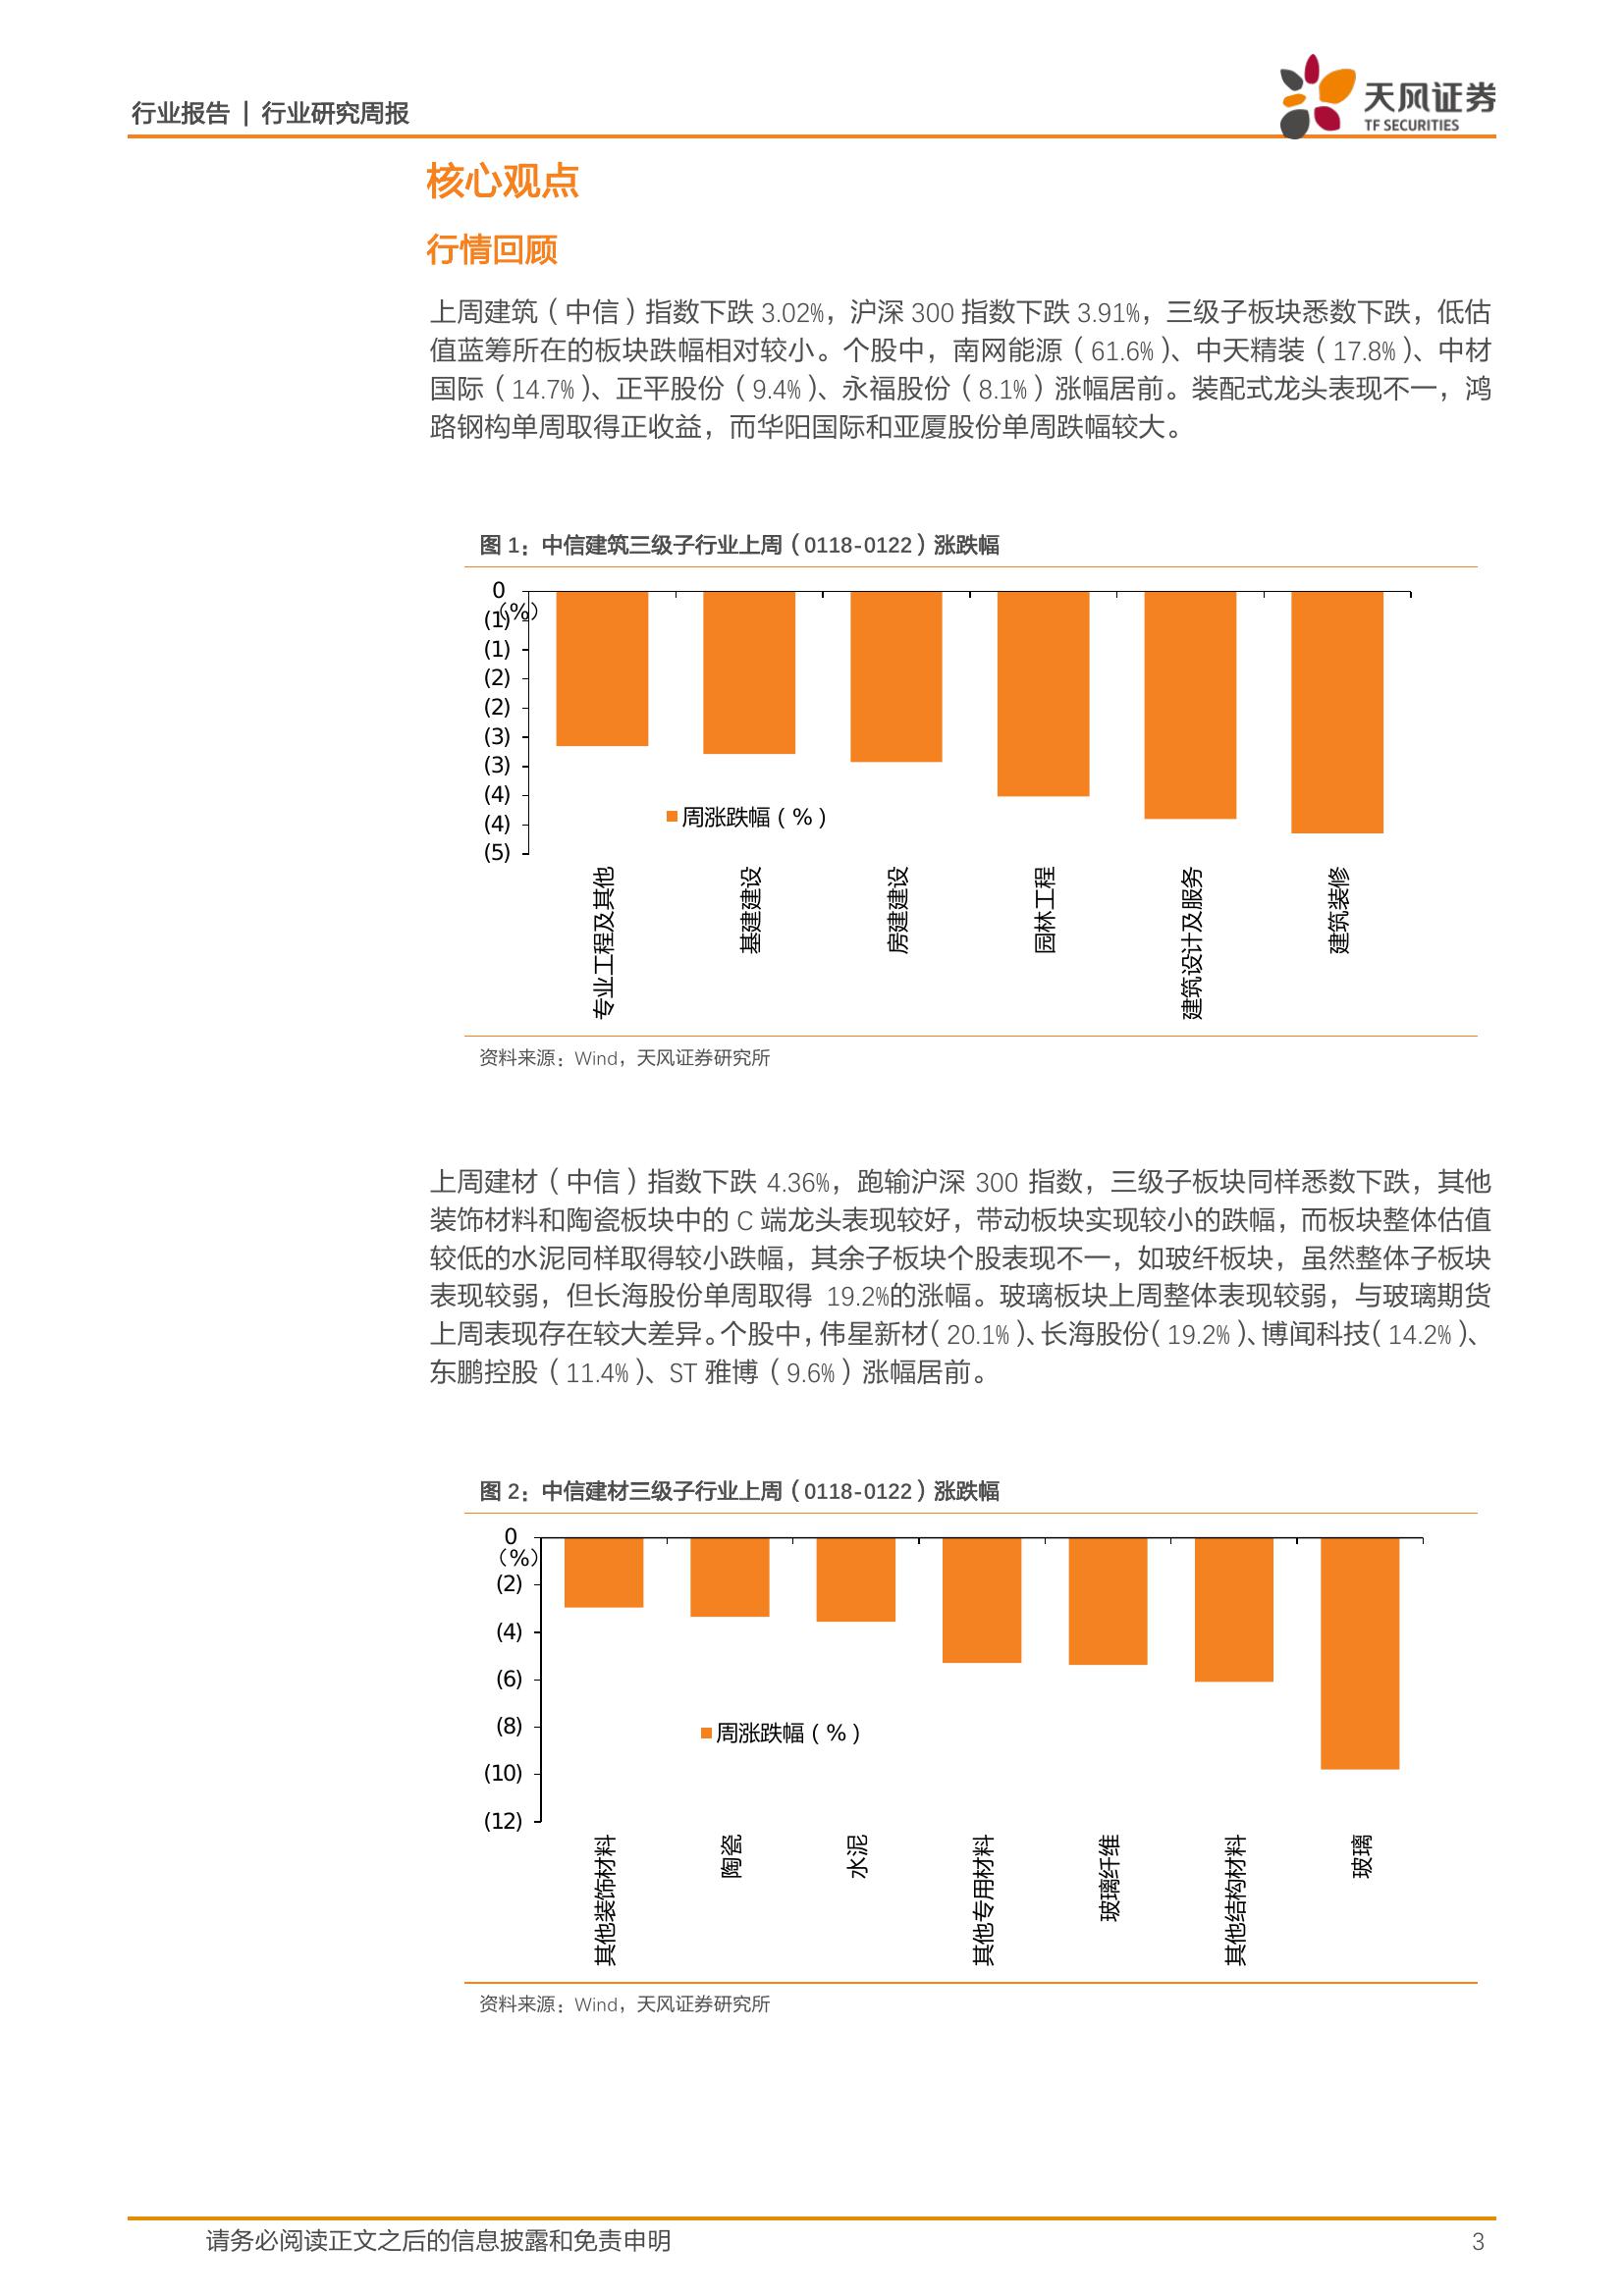 行业报告 | 行业研究周报
天风证券
TF SECURITIES
核心观点
行情回顾
上周建筑（中信）指数下跌 3.02%，沪深 300 指数下跌 3.91%，三级子板块悉数下跌，低估
值蓝筹所在的板块跌幅相对较小。个股中，南网能源（61.6%）、中天精装（17.8%）、中材
国际（14.7%）、正平股份（9.4%）、永福股份（8.1%）涨幅居前。装配式龙头表现不一，鸿
路钢构单周取得正收益，而华阳国际和亚厦股份单周跌幅较大。
图 1：中信建筑三级子行业上周（0118-0122）涨跌幅
0
（%）
(1)
(1)
(2)
(2)
(3)
(3)
(4)
(4)
(5)
周涨跌幅（%）
专业工程及其他
基建建设
房建建设
园林工程
建筑设计及服务
建筑装修
资料来源：Wind，天风证券研究所
上周建材（中信）指数下跌 4.36%，跑输沪深 300 指数，三级子板块同样悉数下跌，其他
装饰材料和陶瓷板块中的 C 端龙头表现较好，带动板块实现较小的跌幅，而板块整体估值
较低的水泥同样取得较小跌幅，其余子板块个股表现不一，如玻纤板块，虽然整体子板块
表现较弱，但长海股份单周取得 19.2%的涨幅。玻璃板块上周整体表现较弱，与玻璃期货
上周表现存在较大差异。个股中，伟星新材（20.1%）、长海股份（19.2%）、博闻科技（14.2%）、
东鹏控股（11.4%）、ST 雅博（9.6%）涨幅居前。
图 2：中信建材三级子行业上周（0118-0122）涨跌幅
0
（%）
(2)
(4)
(6)
(8)
(10)
(12)
周涨跌幅（%）
其他装饰材料
陶瓷
水泥
其他专用材料
玻璃纤维
其他结构材料
玻璃
资料来源：Wind，天风证券研究所
请务必阅读正文之后的信息披露和免责申明
3